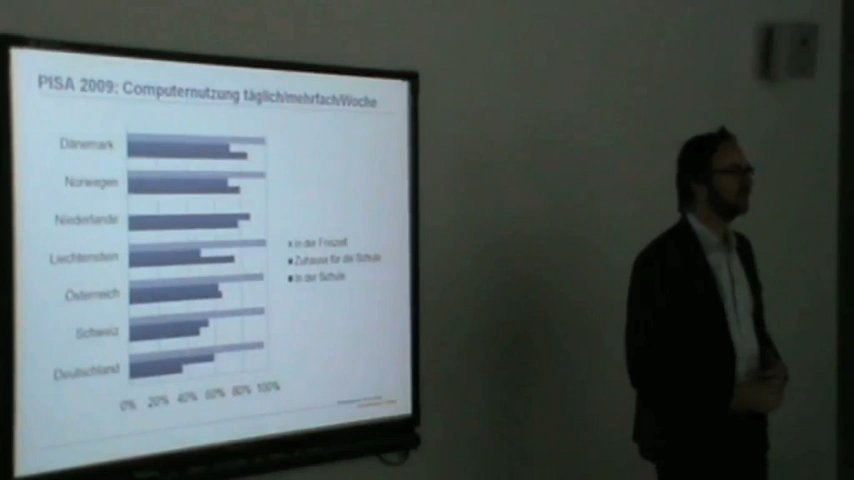 PISA 2009: Computernutzung täglich/mehrfach/Woche
Dänemark
Norwegen
Niederlande
Liechtenstein
Österreich
Schweiz
Deutschland
in der Freizeit
Zuhause für die Schule
In der Schule
0% 20% 40% 60% 80% 100%